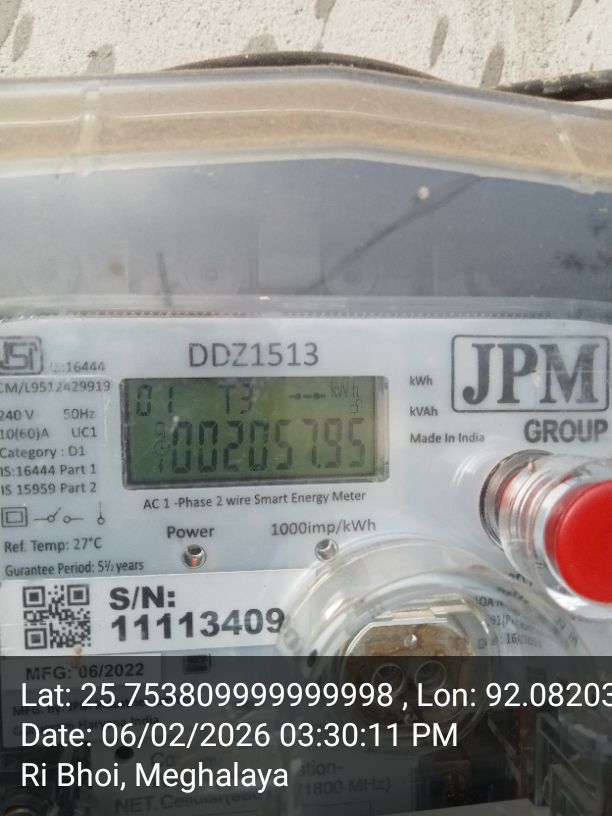 IS:16444
CM/L9512429919
DDZ1513
JPM
GROUP
240 V 50Hz
10(60)A UC1
Category : D1
IS:16444 Part 1
IS 15959 Part 2
01 T3 kWh
002057.95
kWh
kVAh
Made In India
AC 1 -Phase 2 wire Smart Energy Meter
Ref. Temp: 27°C
Gurantee Period: 5½ years
Power
1000imp/kWh
S/N:
11113409
MFG: 06/2022
Lat: 25.753809999999998 , Lon: 92.08203
Date: 06/02/2026 03:30:11 PM
Ri Bhoi, Meghalaya